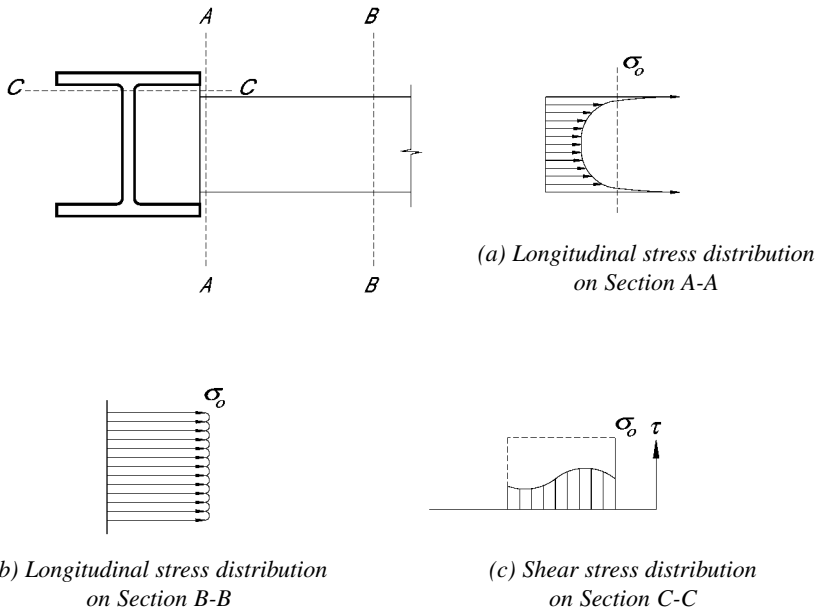 A B
C C
σo
A B
(a) Longitudinal stress distribution
on Section A-A
σo
σo τ
b) Longitudinal stress distribution
on Section B-B
(c) Shear stress distribution
on Section C-C